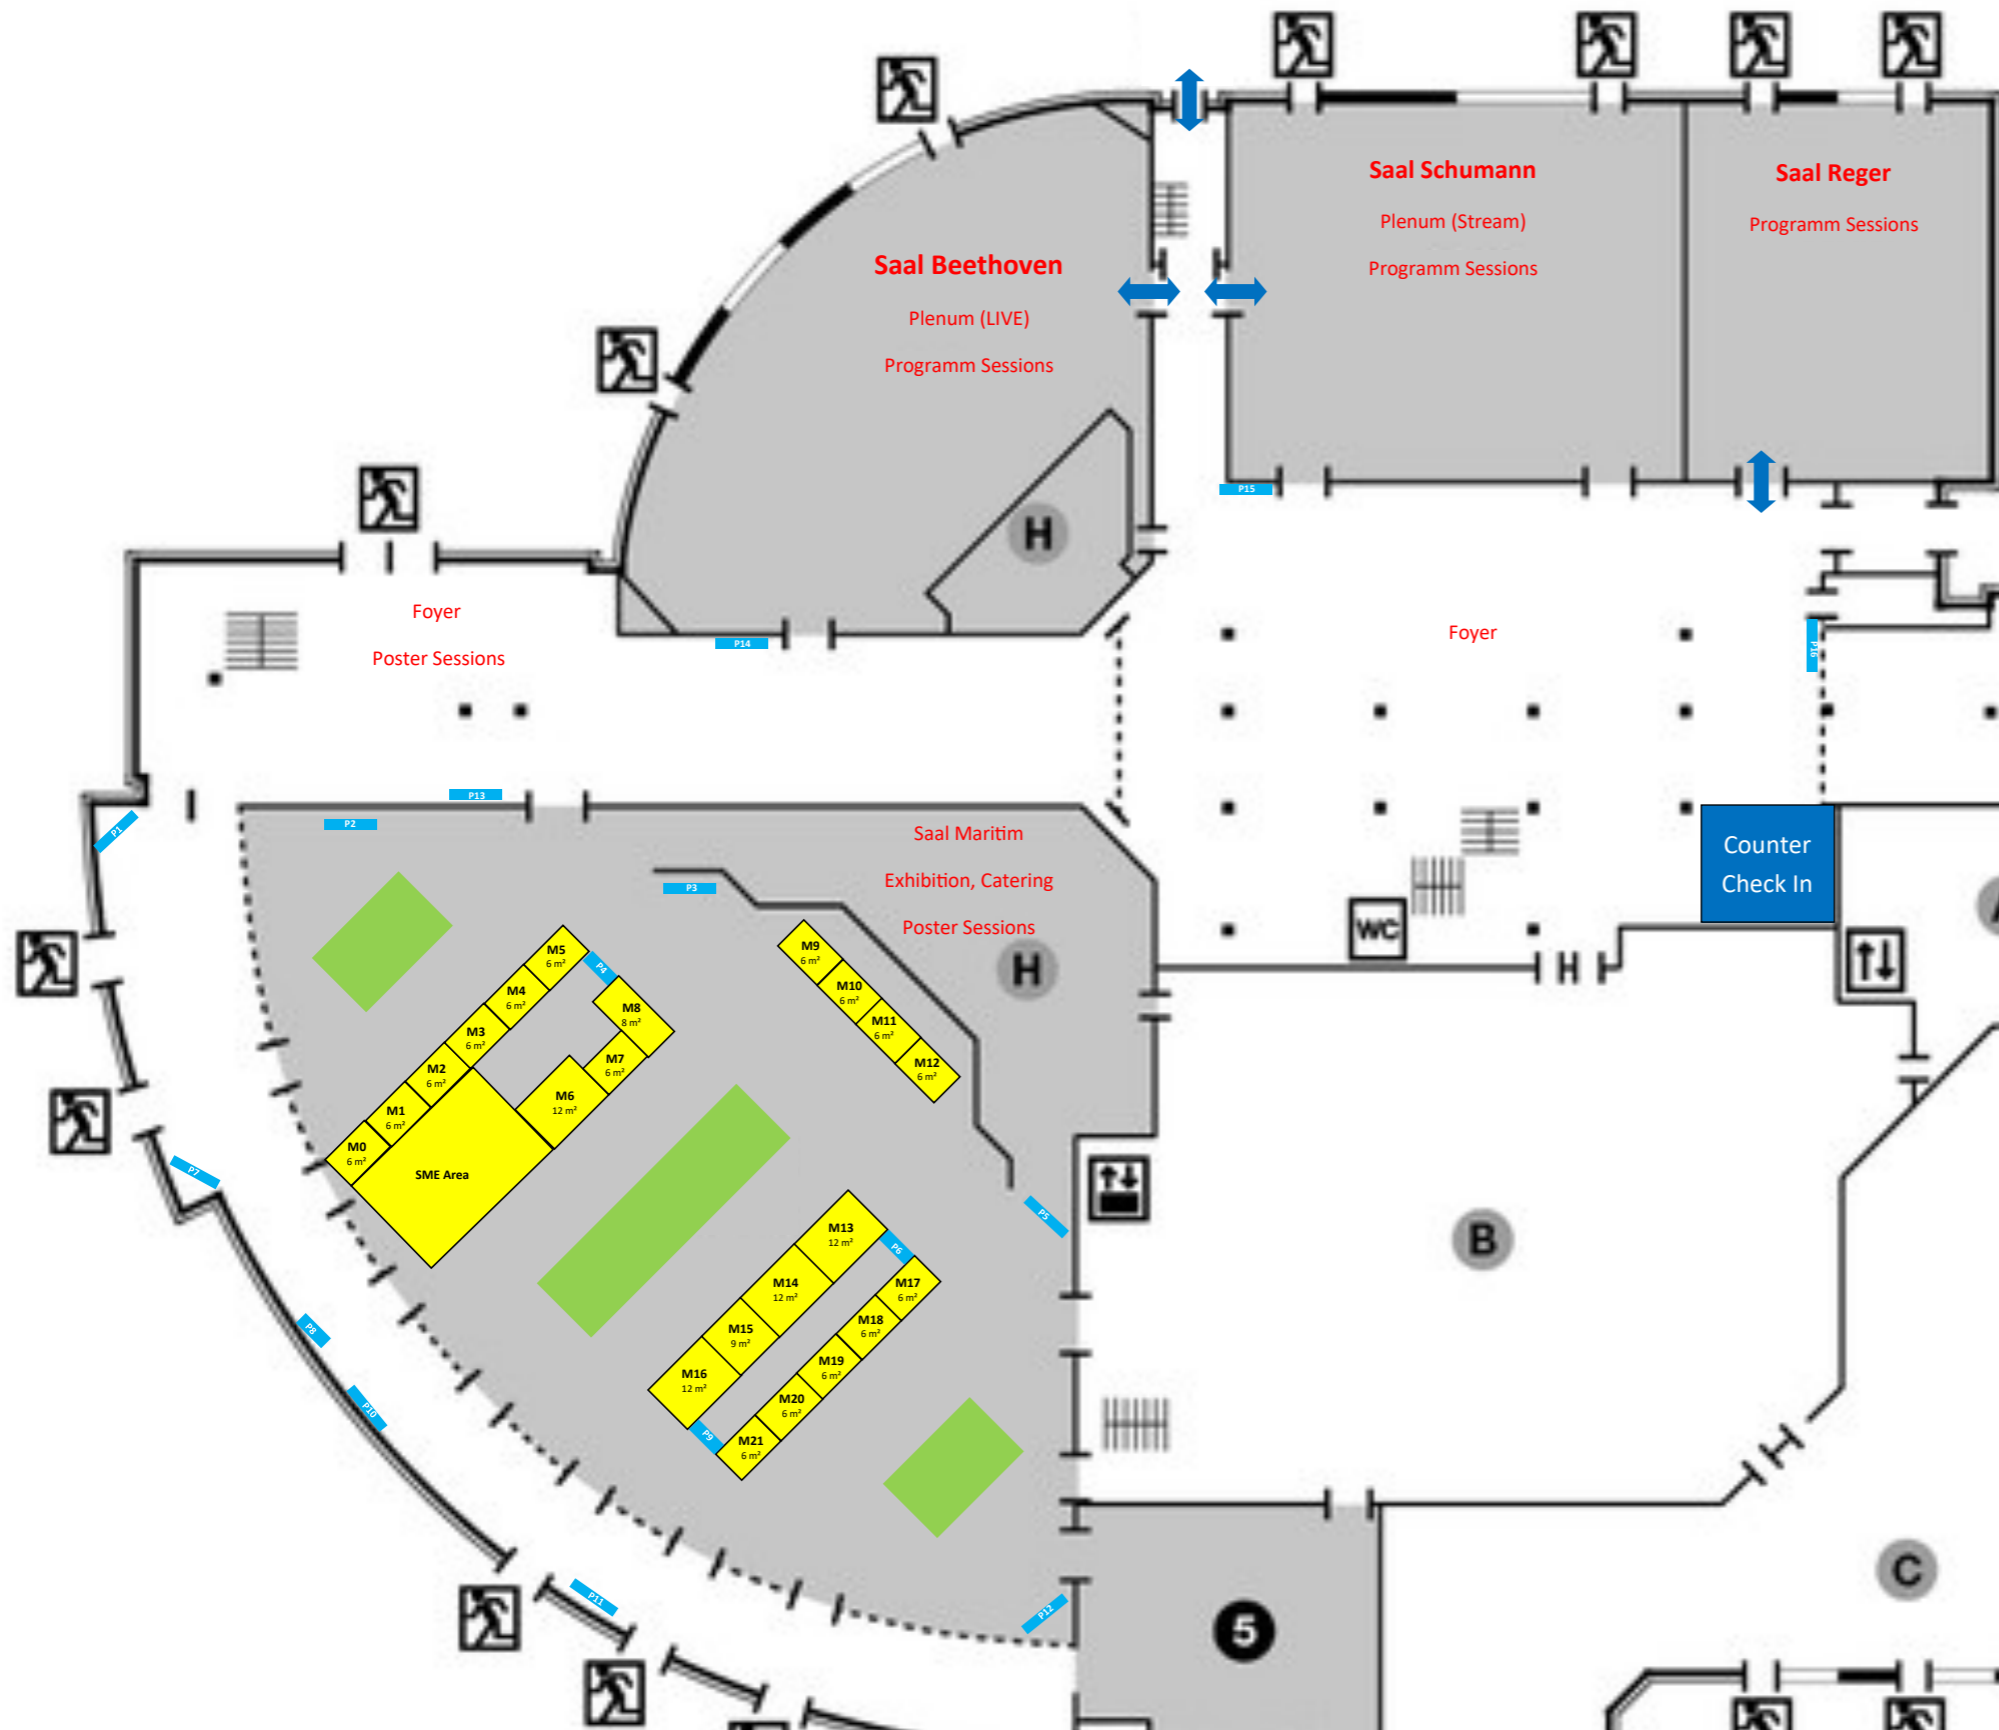 Saal Schumann
Plenum (Stream)
Programm Sessions
Saal Reger
Programm Sessions
Saal Beethoven
Plenum (LIVE)
Programm Sessions
P15
H
Foyer
Poster Sessions
P14
Foyer
P16
P13
P1
P2
P3
Saal Maritim
Exhibition, Catering
Poster Sessions
H
Counter
Check In
WC
M5
6 m²
P4
M4
6 m²
M3
6 m²
M2
6 m²
M1
6 m²
M0
6 m²
M8
8 m²
M7
6 m²
M6
12 m²
SME Area
M9
6 m²
M10
6 m²
M11
6 m²
M12
6 m²
P7
P5
M13
12 m²
P6
M14
12 m²
M15
9 m²
M16
12 m²
M17
6 m²
M18
6 m²
M19
6 m²
M20
6 m²
M21
6 m²
P9
P8
P10
P11
P12
B
C
5